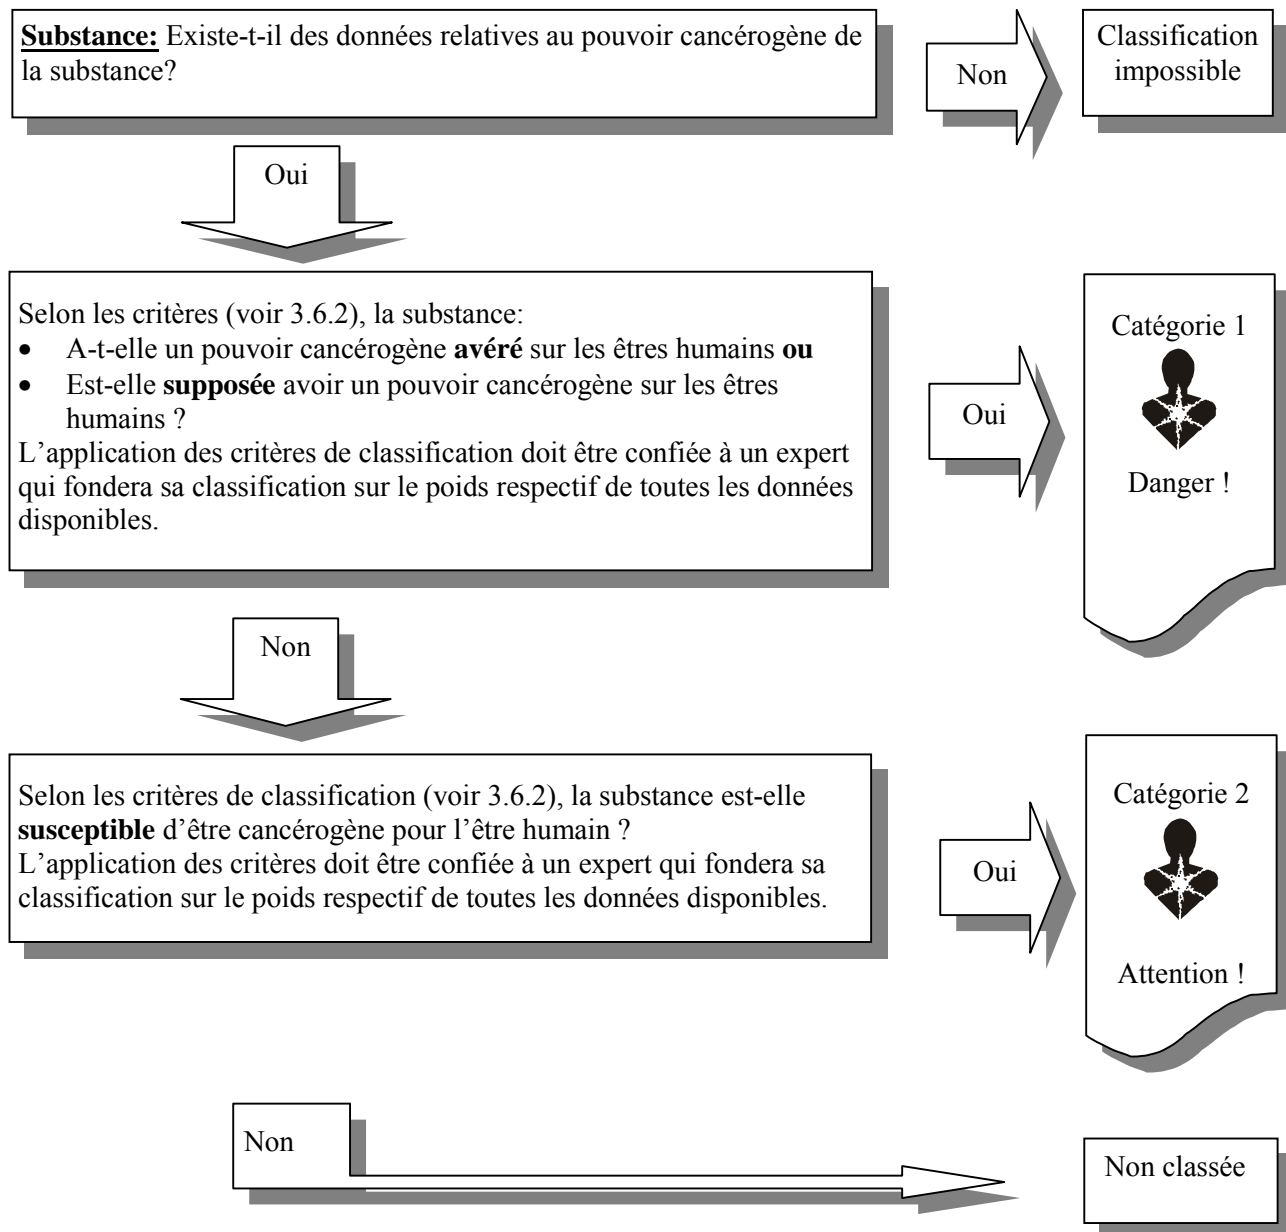 Substance: Existe-t-il des données relatives au pouvoir cancérogène de
la substance?
Non
Classification
impossible
Oui
Selon les critères (voir 3.6.2), la substance:
• A-t-elle un pouvoir cancérogène avéré sur les êtres humains ou
• Est-elle supposée avoir un pouvoir cancérogène sur les êtres
humains ?
L’application des critères de classification doit être confiée à un expert
qui fondera sa classification sur le poids respectif de toutes les données
disponibles.
Oui
Catégorie 1
Danger !
Non
Selon les critères de classification (voir 3.6.2), la substance est-elle
susceptible d’être cancérogène pour l’être humain ?
L’application des critères doit être confiée à un expert qui fondera sa
classification sur le poids respectif de toutes les données disponibles.
Oui
Catégorie 2
Attention !
Non
Non classée